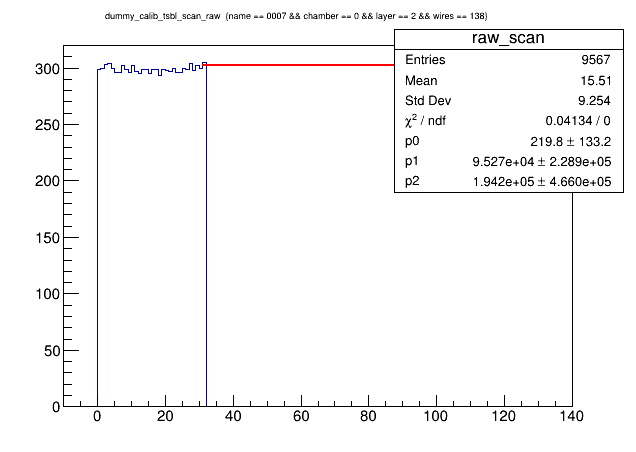 dummy_calib_tsbl_scan_raw (name == 0007 && chamber == 0 && layer == 2 && wires == 138)
raw_scan
Entries 9567
Mean 15.51
Std Dev 9.254
χ² / ndf 0.04134 / 0
p0 219.8 ± 133.2
p1 9.527e+04 ± 2.289e+05
p2 1.942e+05 ± 4.660e+05
300
250
200
150
100
50
0
0 20 40 60 80 100 120 140